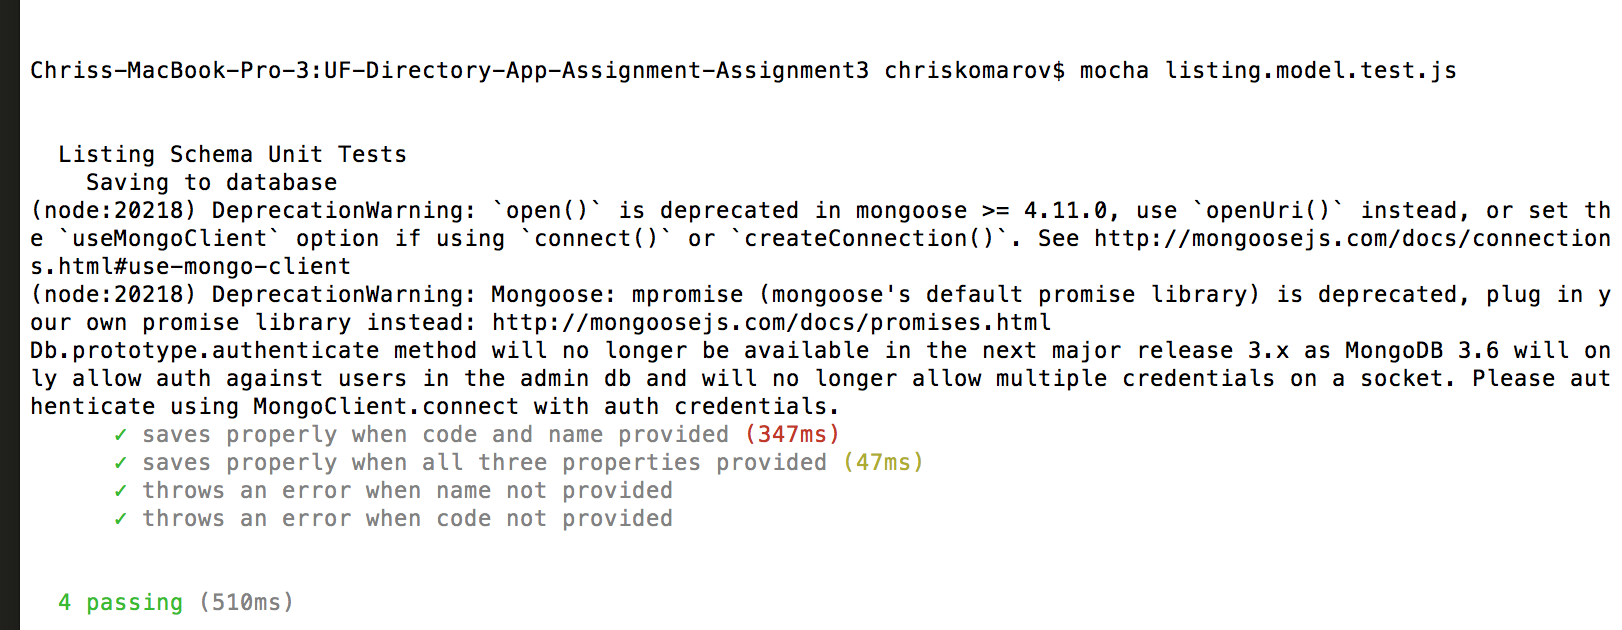 Chriss-MacBook-Pro-3:UF-Directory-App-Assignment-Assignment3 chriskomarov$ mocha listing.model.test.js
Listing Schema Unit Tests
Saving to database
(node:20218) DeprecationWarning: `open()` is deprecated in mongoose >= 4.11.0, use `openUri()` instead, or set th
e `useMongoClient` option if using `connect()` or `createConnection()`. See http://mongoosejs.com/docs/connection
s.html#use-mongo-client
(node:20218) DeprecationWarning: Mongoose: mpromise (mongoose's default promise library) is deprecated, plug in y
our own promise library instead: http://mongoosejs.com/docs/promises.html
Db.prototype.authenticate method will no longer be available in the next major release 3.x as MongoDB 3.6 will on
ly allow auth against users in the admin db and will no longer allow multiple credentials on a socket. Please aut
henticate using MongoClient.connect with auth credentials.
✓ saves properly when code and name provided (347ms)
✓ saves properly when all three properties provided (47ms)
✓ throws an error when name not provided
✓ throws an error when code not provided
4 passing (510ms)